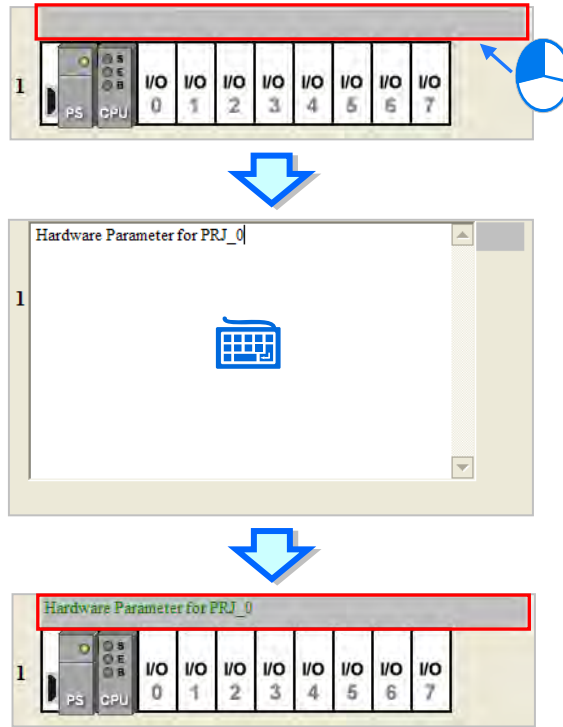 S
E
B
1
PS CPU I/O 0 I/O 1 I/O 2 I/O 3 I/O 4 I/O 5 I/O 6 I/O 7
Hardware Parameter for PRJ_0
1
Hardware Parameter for PRJ_0
S
E
B
1
PS CPU I/O 0 I/O 1 I/O 2 I/O 3 I/O 4 I/O 5 I/O 6 I/O 7